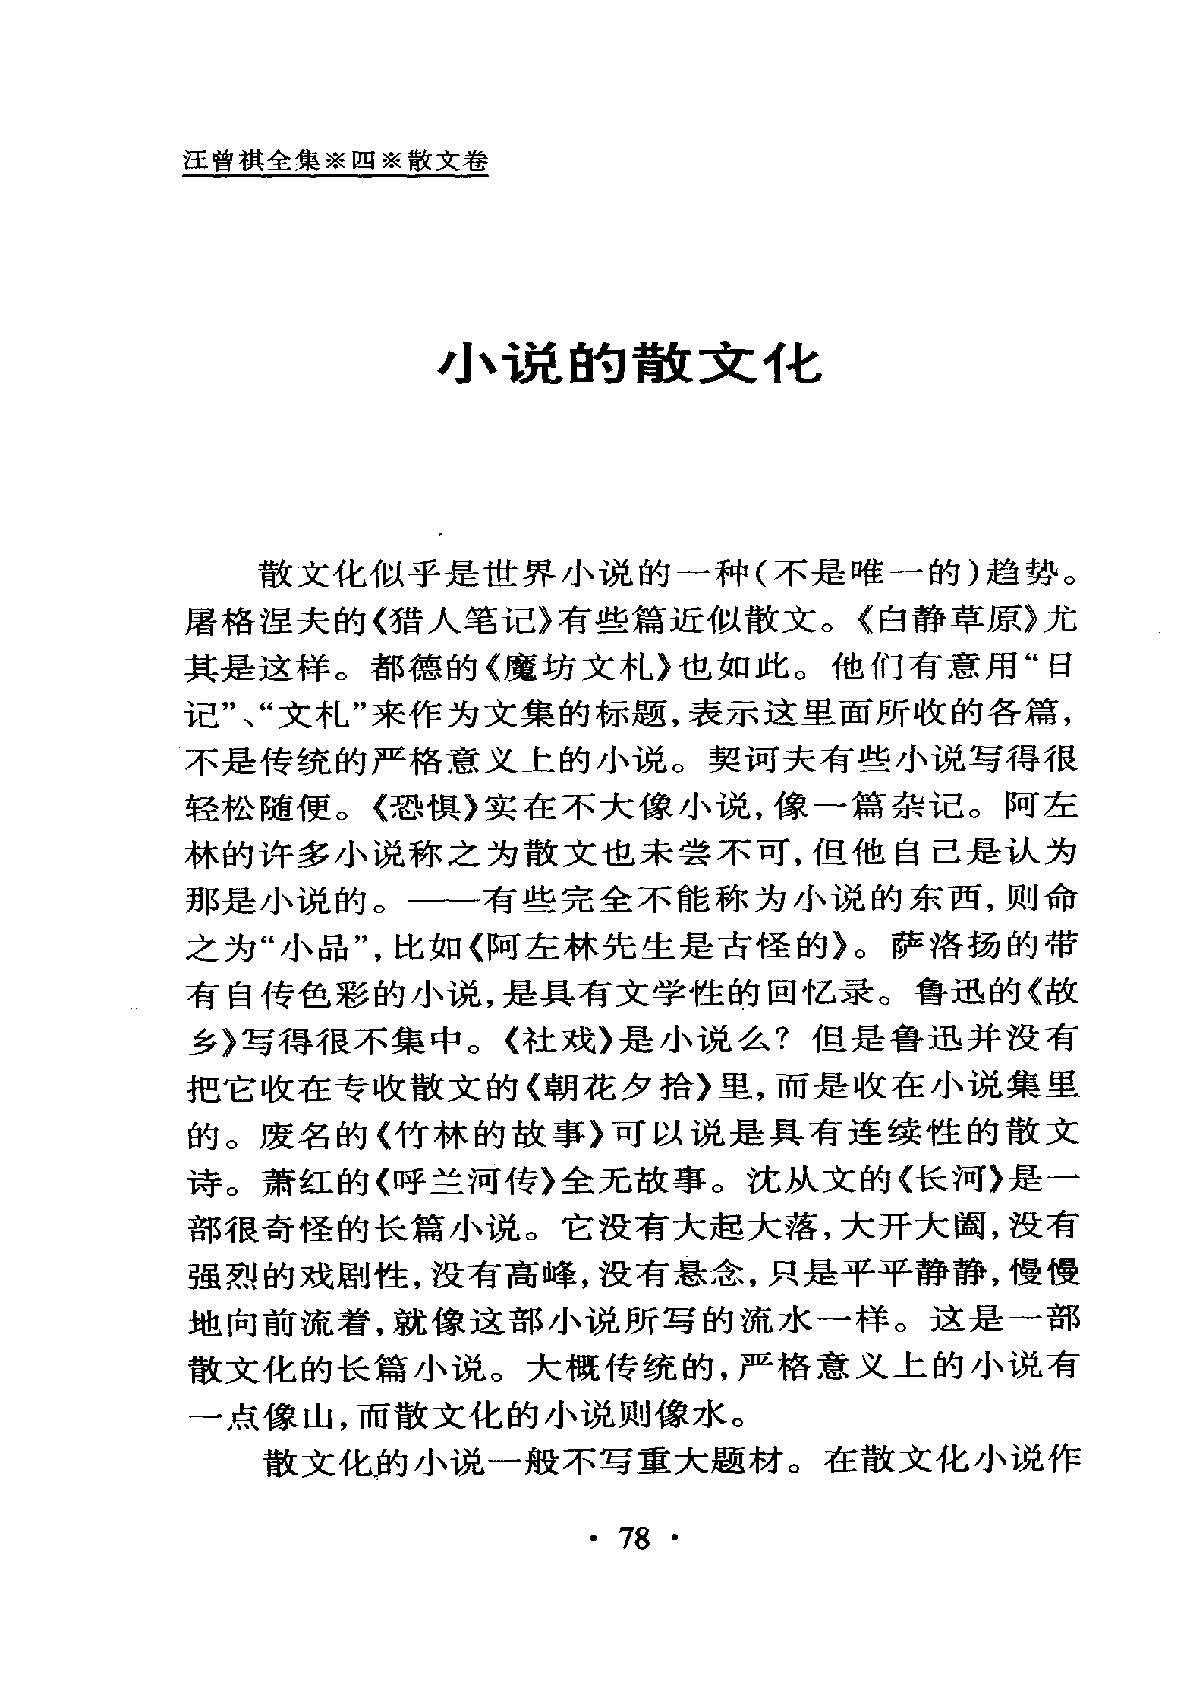 汪曾祺全集※四※散文卷
小说的散文化
散文化似乎是世界小说的一种(不是唯一的)趋势。
屠格涅夫的《猎人笔记》有些篇近似散文。《白静草原》尤
其是这样。都德的《魔坊文札》也如此。他们有意用“日
记”、“文札”来作为文集的标题,表示这里面所收的各篇,
不是传统的严格意义上的小说。契诃夫有些小说写得很
轻松随便。《恐惧》实在不大像小说,像一篇杂记。阿左
林的许多小说称之为散文也未尝不可,但他自己是认为
那是小说的。——有些完全不能称为小说的东西,则命
之为“小品”,比如《阿左林先生是古怪的》。萨洛扬的带
有自传色彩的小说,是具有文学性的回忆录。鲁迅的《故
乡》写得很不集中。《社戏》是小说么?但是鲁迅并没有
把它收在专收散文的《朝花夕拾》里,而是收在小说集里
的。废名的《竹林的故事》可以说是具有连续性的散文
诗。萧红的《呼兰河传》全无故事。沈从文的《长河》是一
部很奇怪的长篇小说。它没有大起大落,大开大阖,没有
强烈的戏剧性,没有高峰,没有悬念,只是平平静静,慢慢
地向前流着,就像这部小说所写的流水一样。这是一部
散文化的长篇小说。大概传统的,严格意义上的小说有
一点像山,而散文化的小说则像水。
散文化的小说一般不写重大题材。在散文化小说作
· 78 ·